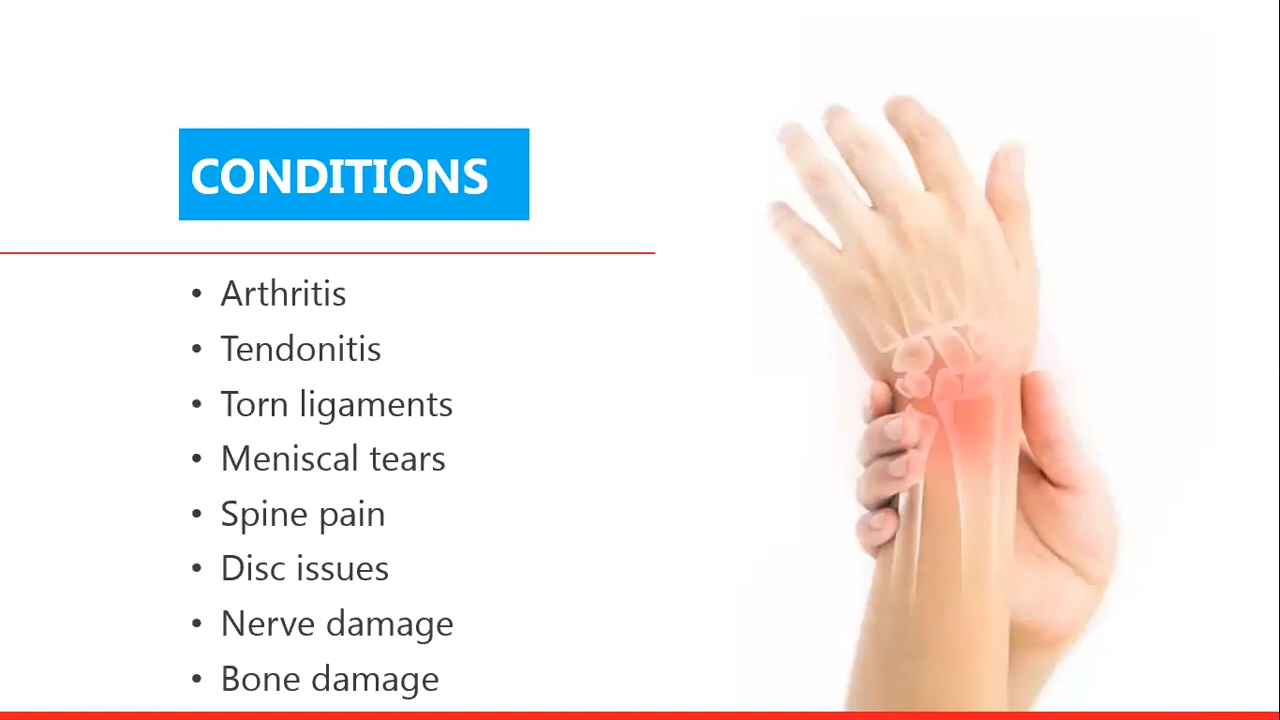 CONDITIONS
• Arthritis
• Tendonitis
• Torn ligaments
• Meniscal tears
• Spine pain
• Disc issues
• Nerve damage
• Bone damage